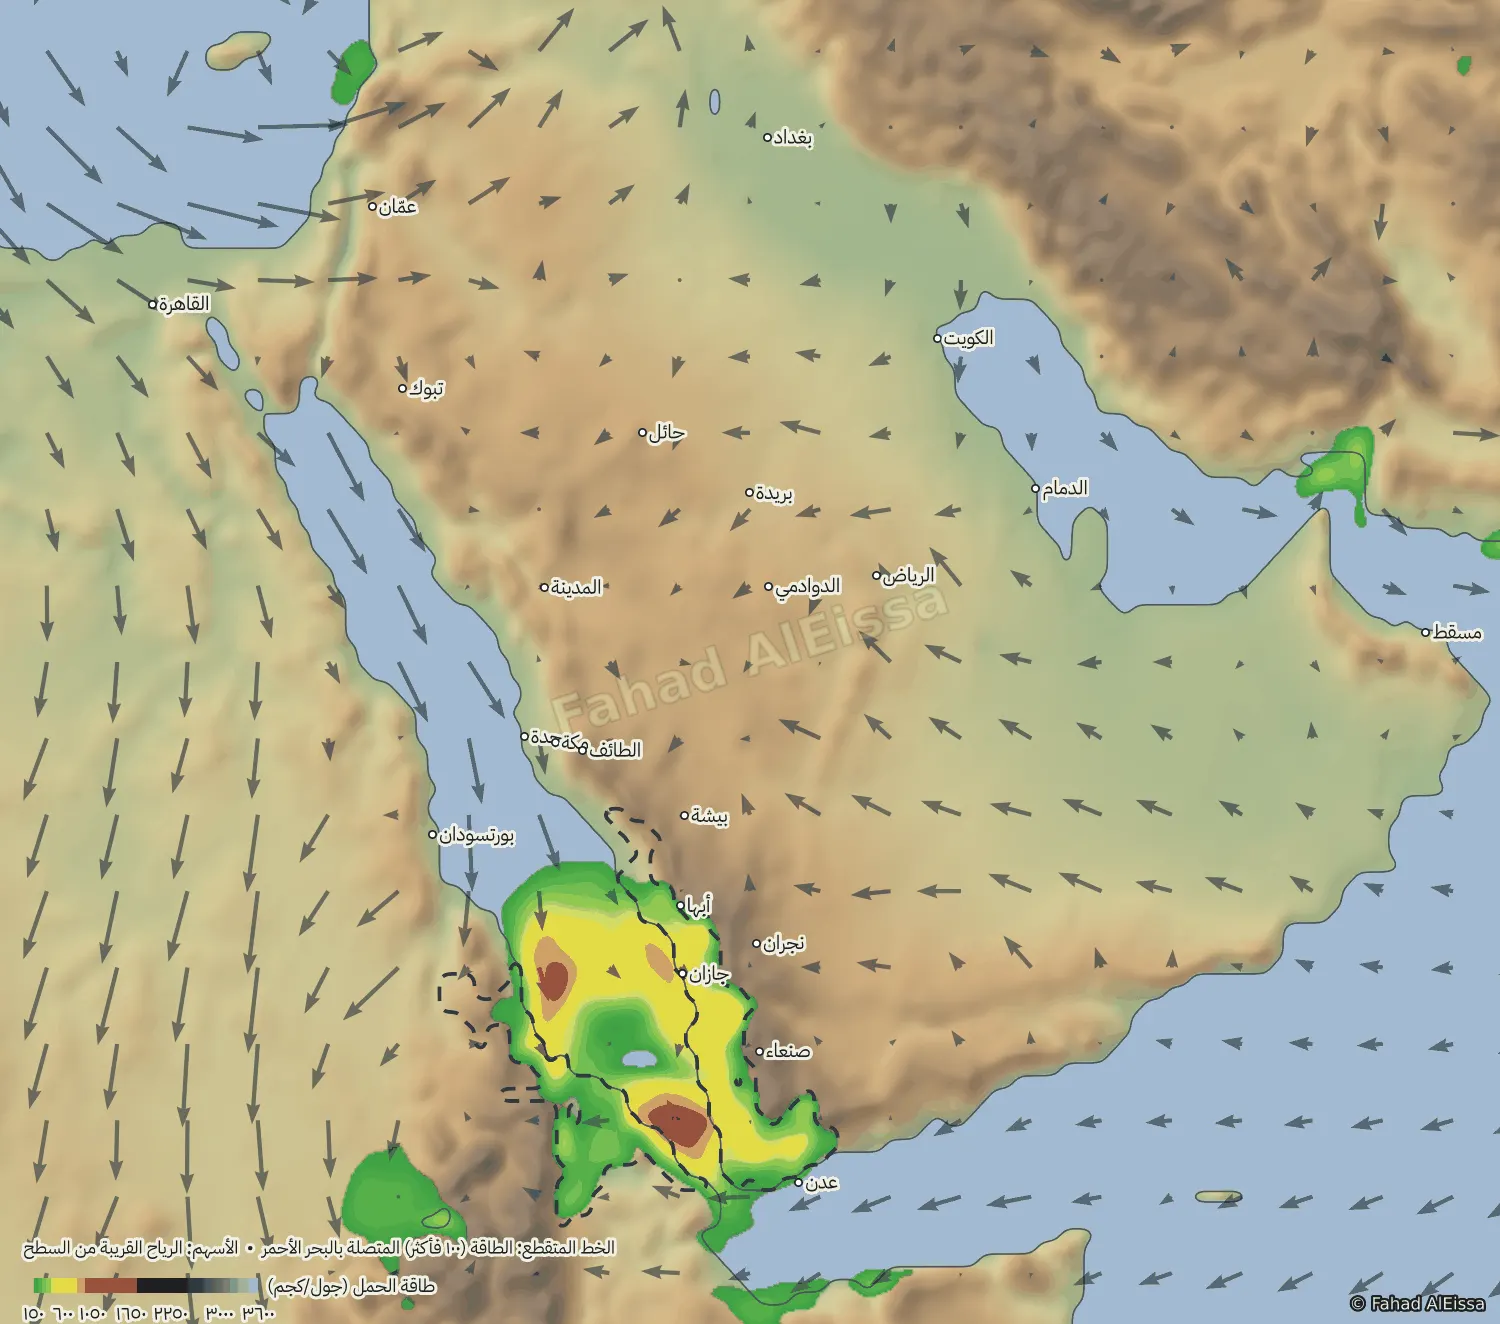 بغداد
عمّان
القاهرة
الكويت
تبوك
حائل
بريدة
الدمام
المدينة
الدوادمي
الرياض
مسقط
Fahad AlEissa
جدة
مكة
الطائف
بيشة
بورتسودان
أبها
نجران
جازان
صنعاء
عدن
الخط المتقطع: الطاقة (١٠٠ فأكثر) المتصلة بالبحر الأحمر • الأسهم: الرياح القريبة من السطح
طاقة الحمل (جول/كجم)
١٥٠ ٦٠٠ ١٠٥٠ ١٦٥٠ ٢٢٥٠ ٣٠٠٠ ٣٦٠٠
© Fahad AlEissa